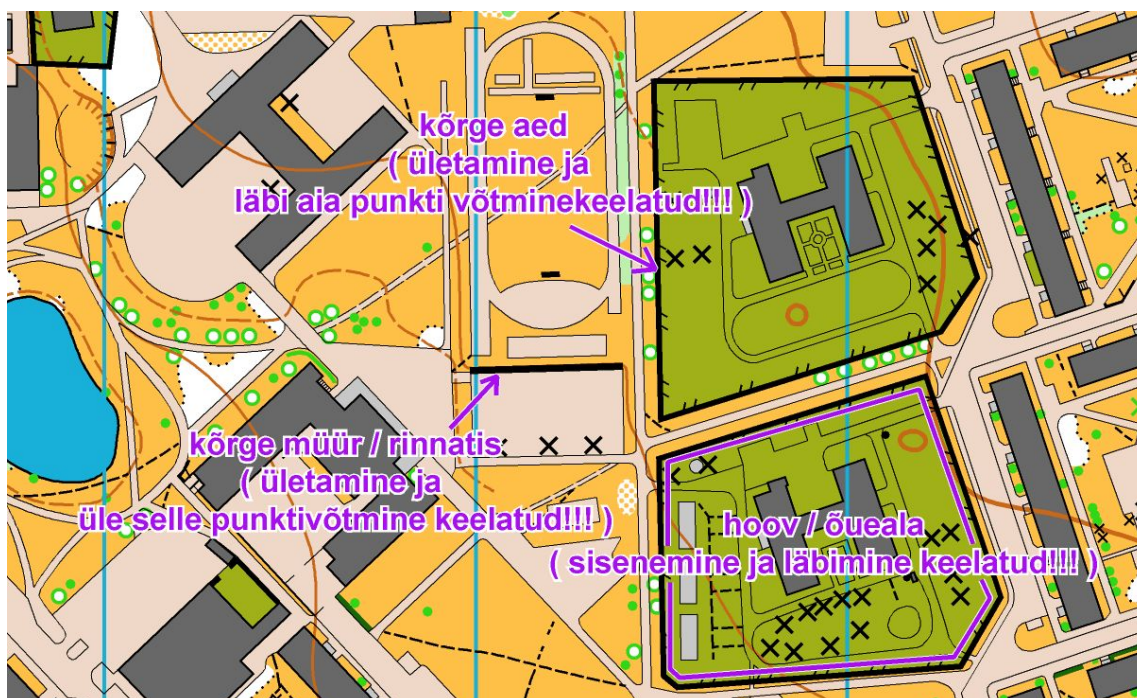 kõrge aed
( ületamine ja
läbi aia punkti võtminekeelatud!!! )
kõrge müür / rinnatis
( ületamine ja
üle selle punktivõtmine keelatud!!! )
hoov / õueala
( sisenemine ja läbimine keelatud!!! )